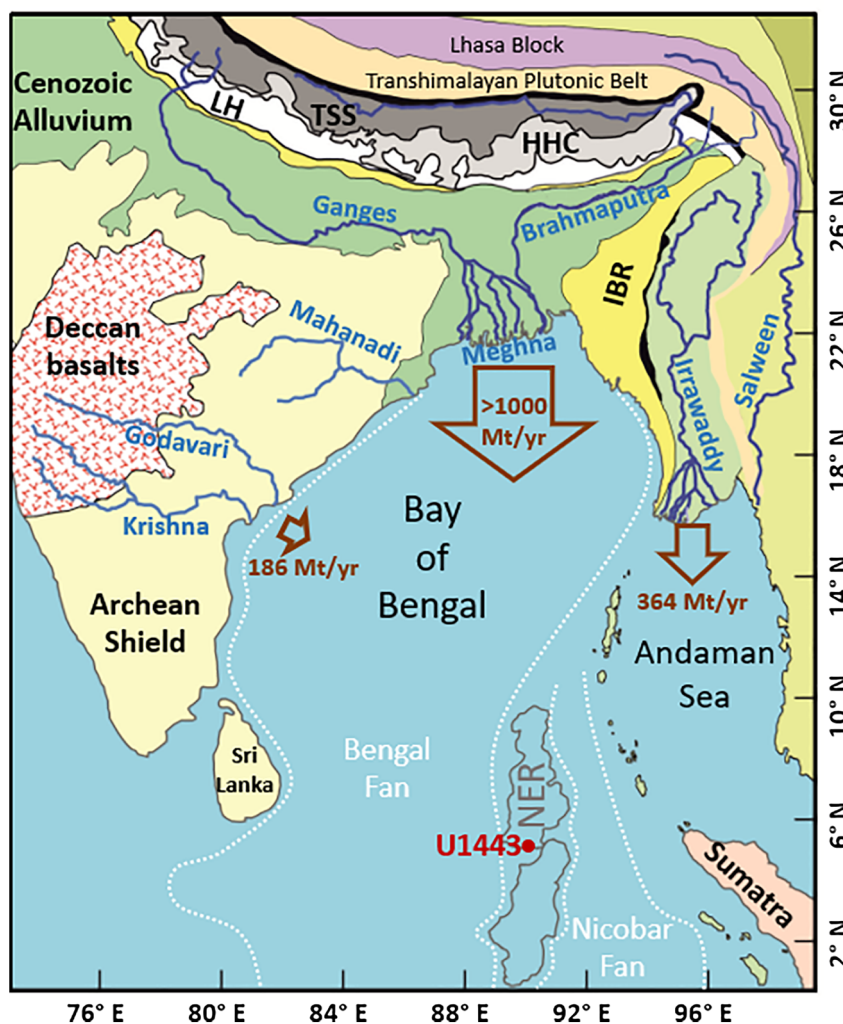 Lhasa Block
Transhimalayan Plutonic Belt
Cenozoic
Alluvium
LH
TSS
HHC
30° N
Ganges
Brahmaputra
26° N
IBR
Deccan
basalts
Mahanadi
Meghna
22° N
Irrawaddy
Salween
>1000
Mt/yr
Godavari
18° N
Krishna
Bay
of
Bengal
186 Mt/yr
364 Mt/yr
14° N
Archean
Shield
Andaman
Sea
10° N
Sri
Lanka
Bengal
Fan
NER
6° N
U1443
Sumatra
Nicobar
Fan
2° N
76° E 80° E 84° E 88° E 92° E 96° E